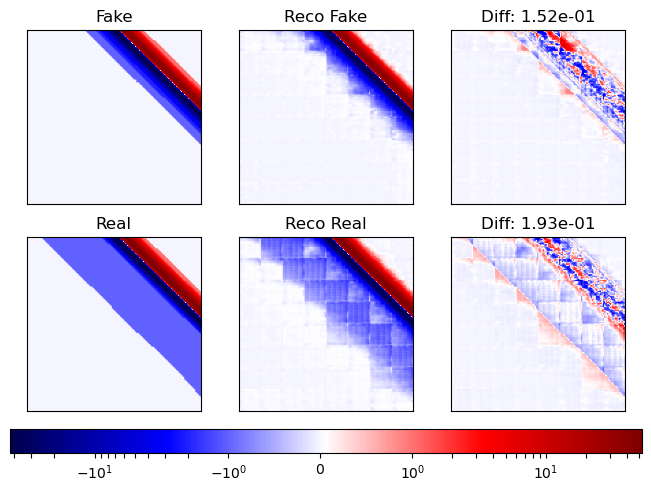 Fake Reco Fake Diff: 1.52e-01
Real Reco Real Diff: 1.93e-01
−10¹ −10⁰ 0 10⁰ 10¹